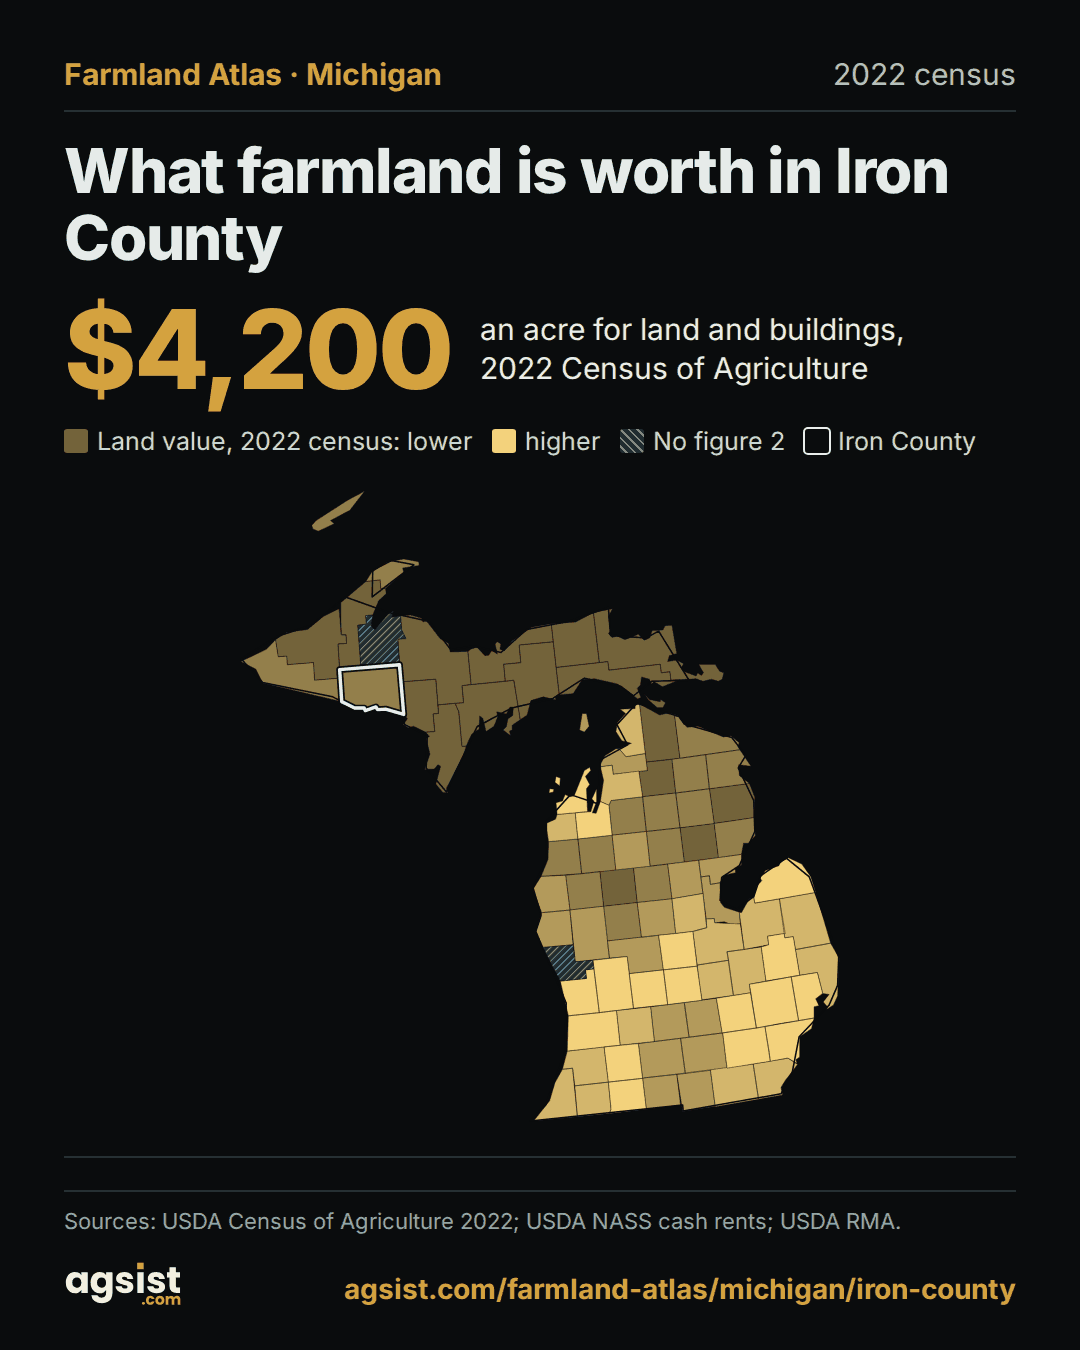 Farmland Atlas · Michigan
2022 census
What farmland is worth in Iron
County
$4,200
an acre for land and buildings,
2022 Census of Agriculture
Land value, 2022 census: lower
higher
No figure 2
Iron County
Sources: USDA Census of Agriculture 2022; USDA NASS cash rents; USDA RMA.
agsist
.com
agsist.com/farmland-atlas/michigan/iron-county